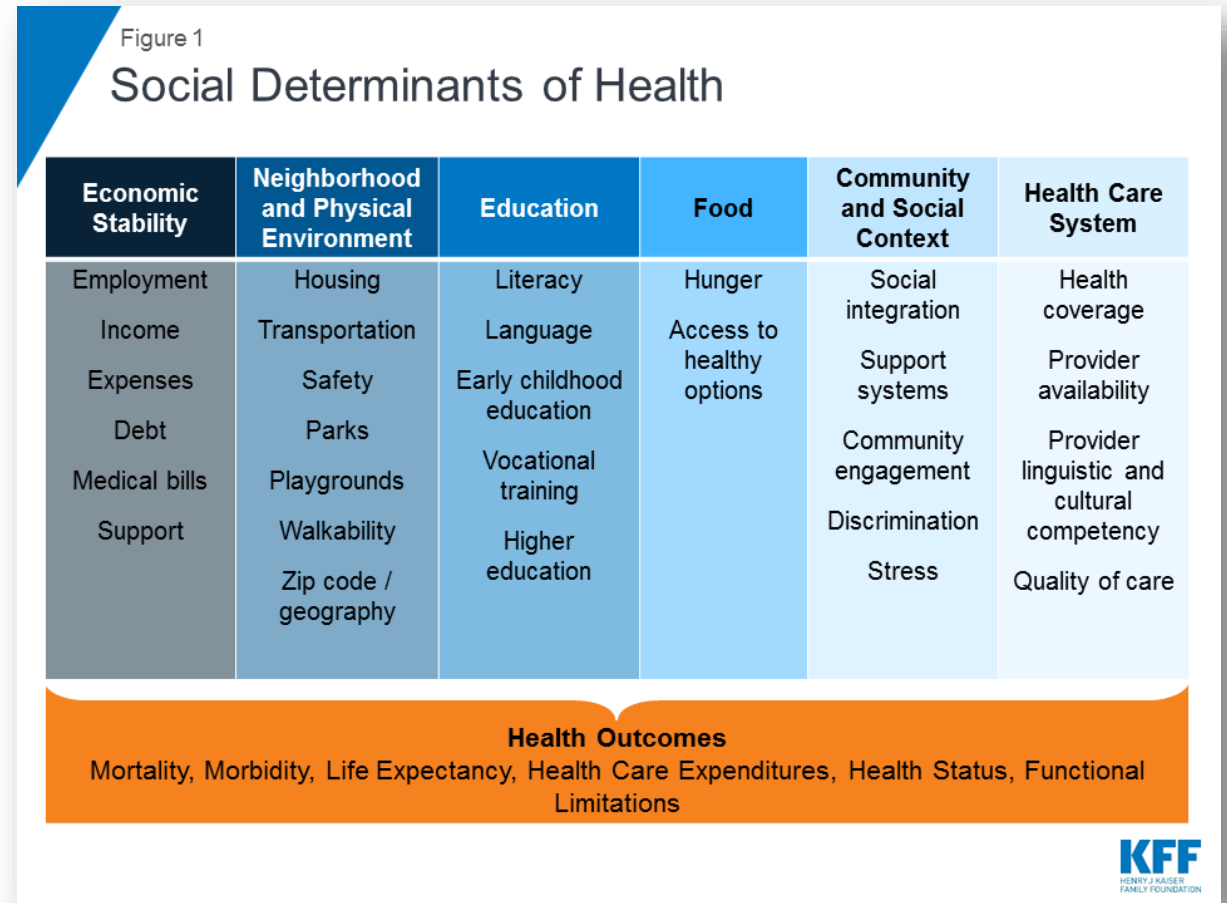 Figure 1
Social Determinants of Health
Economic
Stability
Neighborhood
and Physical
Environment
Education
Food
Community
and Social
Context
Health Care
System
Employment
Income
Expenses
Debt
Medical bills
Support
Housing
Transportation
Safety
Parks
Playgrounds
Walkability
Zip code /
geography
Literacy
Language
Early childhood
education
Vocational
training
Higher
education
Hunger
Access to
healthy
options
Social
integration
Support
systems
Community
engagement
Discrimination
Stress
Health
coverage
Provider
availability
Provider
linguistic and
cultural
competency
Quality of care
Health Outcomes
Mortality, Morbidity, Life Expectancy, Health Care Expenditures, Health Status, Functional
Limitations
KFF
HENRY J KAISER
FAMILY FOUNDATION